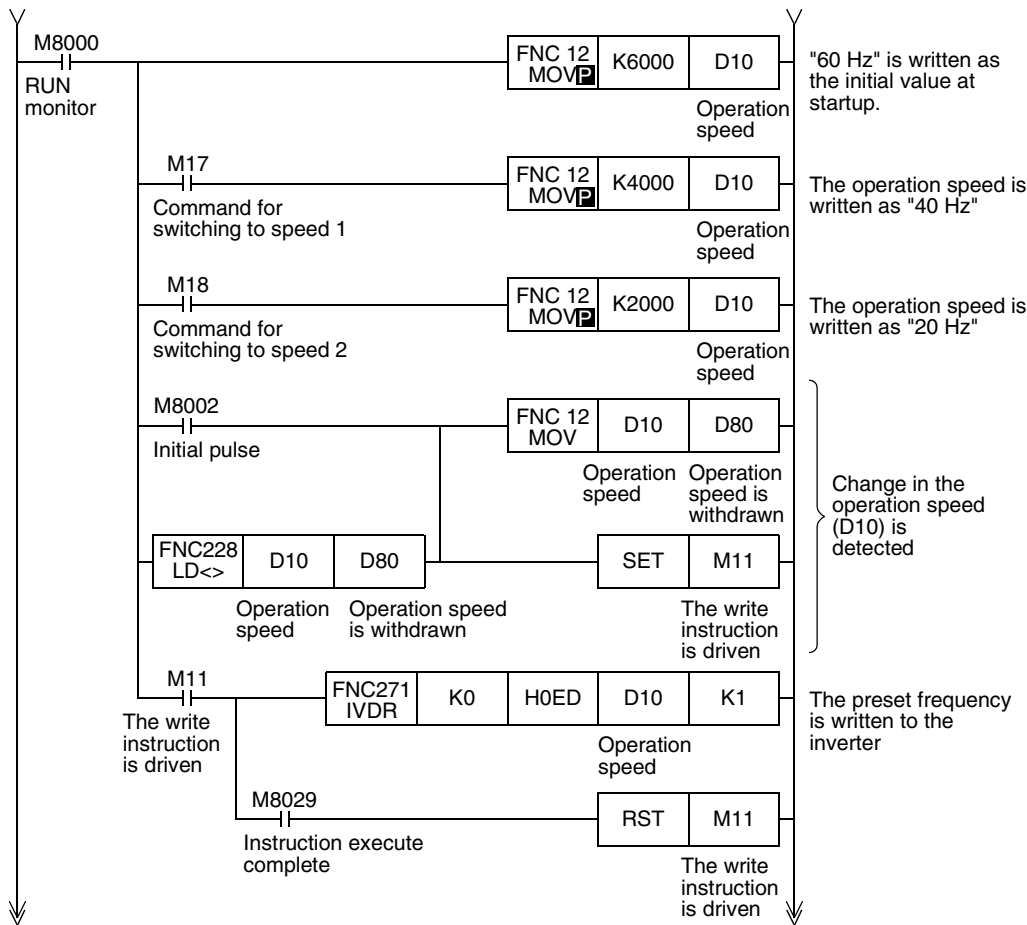 M8000
RUN
monitor
FNC 12
MOVP
K6000
D10
Operation
speed
"60 Hz" is written as
the initial value at
startup.
M17
Command for
switching to speed 1
FNC 12
MOVP
K4000
D10
Operation
speed
The operation speed is
written as "40 Hz"
M18
Command for
switching to speed 2
FNC 12
MOVP
K2000
D10
Operation
speed
The operation speed is
written as "20 Hz"
M8002
Initial pulse
FNC 12
MOV
D10
D80
Operation
speed
Operation
speed is
withdrawn
Change in the
operation speed
(D10) is
detected
FNC228
LD<>
D10
D80
Operation
speed
Operation speed
is withdrawn
SET
M11
The write
instruction
is driven
M11
The write
instruction
is driven
FNC271
IVDR
K0
H0ED
D10
K1
Operation
speed
The preset frequency
is written to the
inverter
M8029
Instruction execute
complete
RST
M11
The write
instruction
is driven